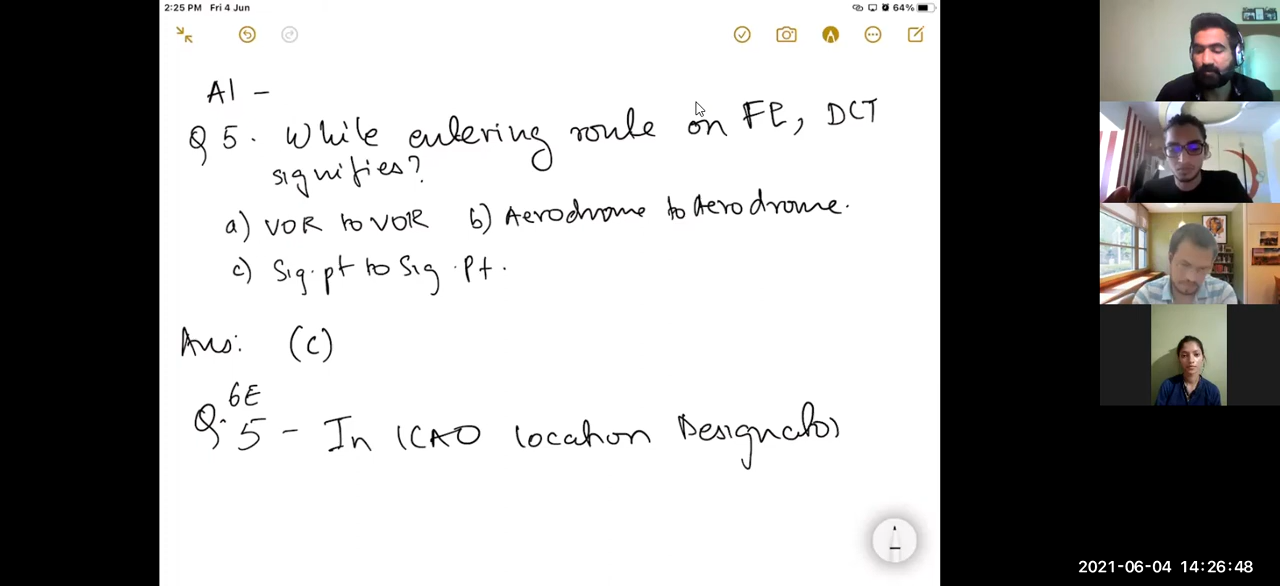 2:25 PM Fri 4 Jun
64%
AI -
Q 5. While entering route on FPL, DCT
signifies?
a) VOR to VOR b) Aerodrome to Aerodrome.
c) Sig.pt to Sig.Pt.
Ans: (c)
6E
Q.5 - In ICAO location Designator
2021-06-04 14:26:48